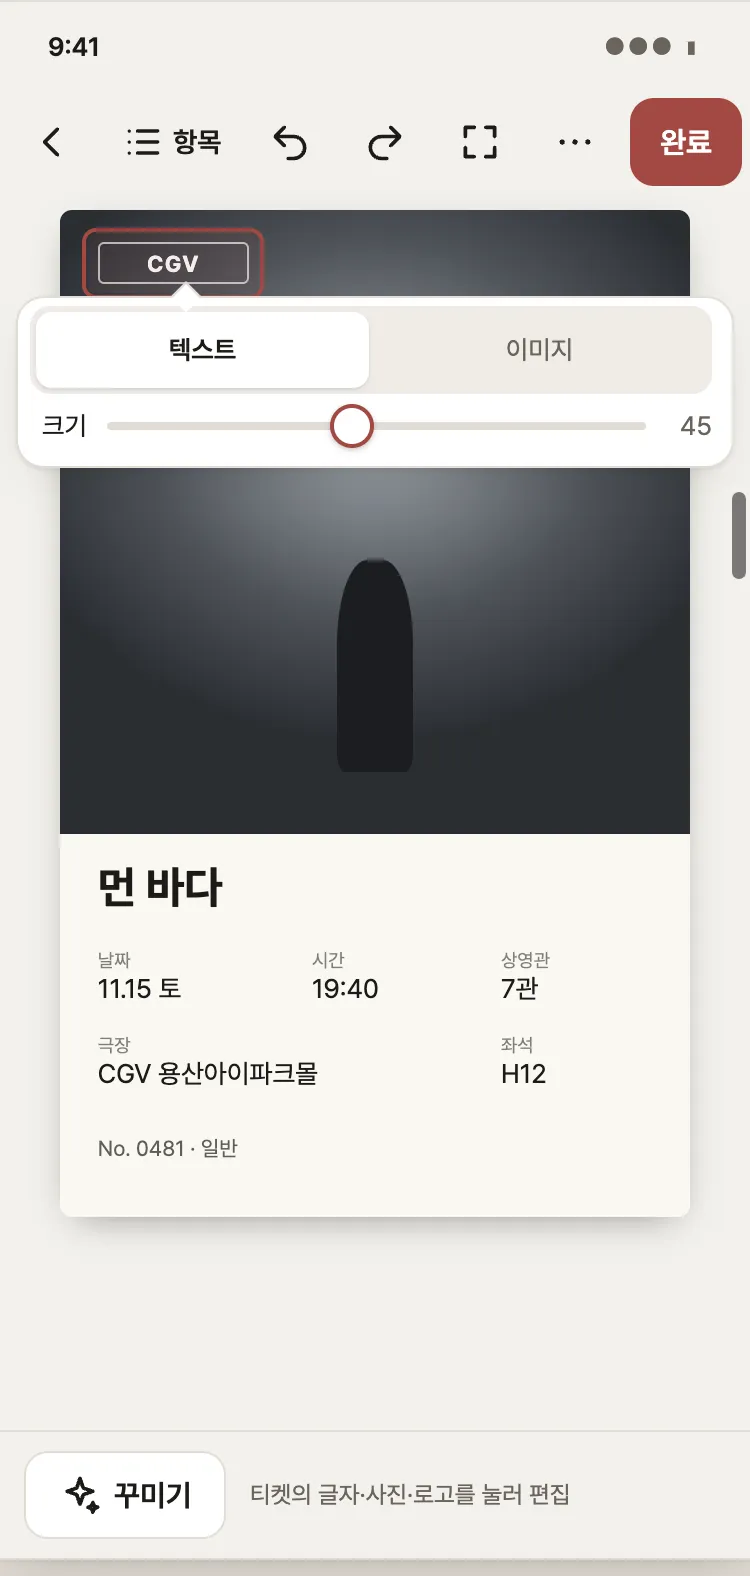 9:41
항목
완료
CGV
텍스트 이미지
크기 45
먼 바다
날짜 시간 상영관
11.15 토 19:40 7관
극장 좌석
CGV 용산아이파크몰 H12
No. 0481 · 일반
꾸미기 티켓의 글자·사진·로고를 눌러 편집